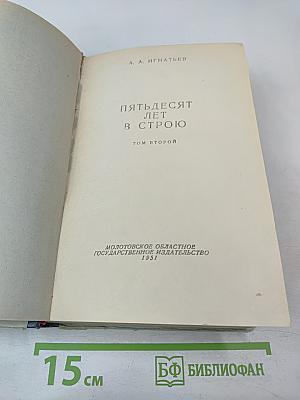 А. А. ИГНАТЬЕВ
ПЯТЬДЕСЯТ
ЛЕТ
В СТРОЮ
ТОМ ВТОРОЙ
МОЛОТОВСКОЕ ОБЛАСТНОЕ
ГОСУДАРСТВЕННОЕ ИЗДАТЕЛЬСТВО
1951
15 см
БФ БИБЛИОФАН